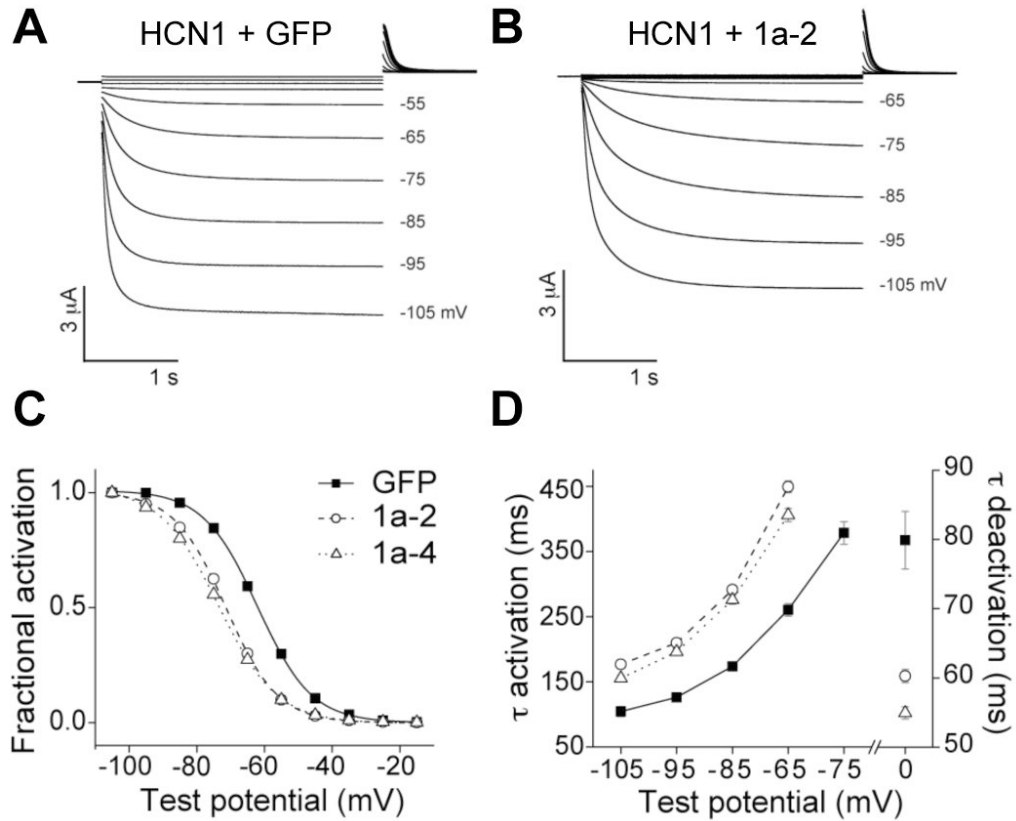 A
HCN1 + GFP
-55
-65
-75
-85
-95
-105 mV
3 µA
1 s
B
HCN1 + 1a-2
-65
-75
-85
-95
-105 mV
3 µA
1 s
C
Fractional activation
1.0
0.5
0.0
GFP
1a-2
1a-4
-100 -80 -60 -40 -20
Test potential (mV)
D
τ activation (ms)
450
350
250
150
50
90
80
70
60
50
τ deactivation (ms)
-105 -95 -85 -65 -75 0
Test potential (mV)